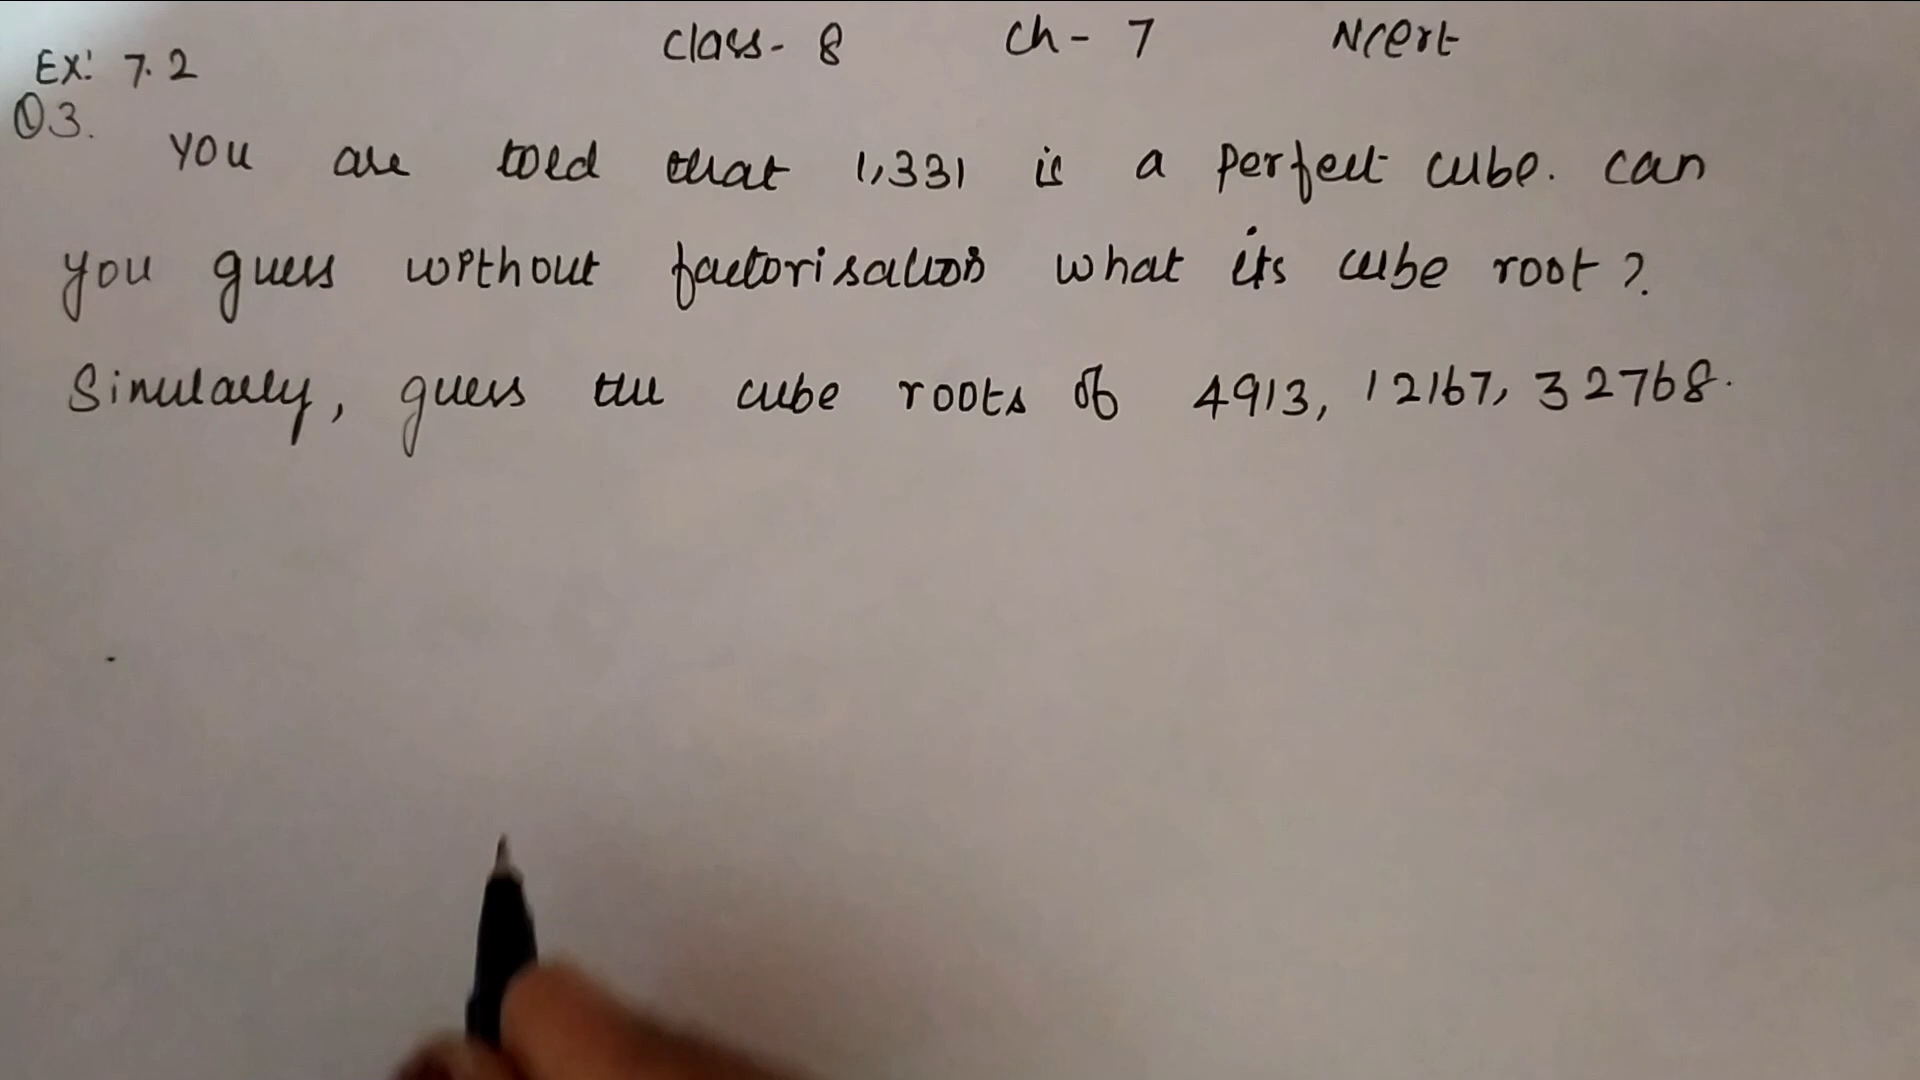 Class- 8 Ch- 7 Ncert
Ex: 7.2
Q3.
You are told that 1,331 is a perfect cube. can
you guess without factorisation what its cube root?
Similarly, guess the cube roots of 4913, 12167, 32768.